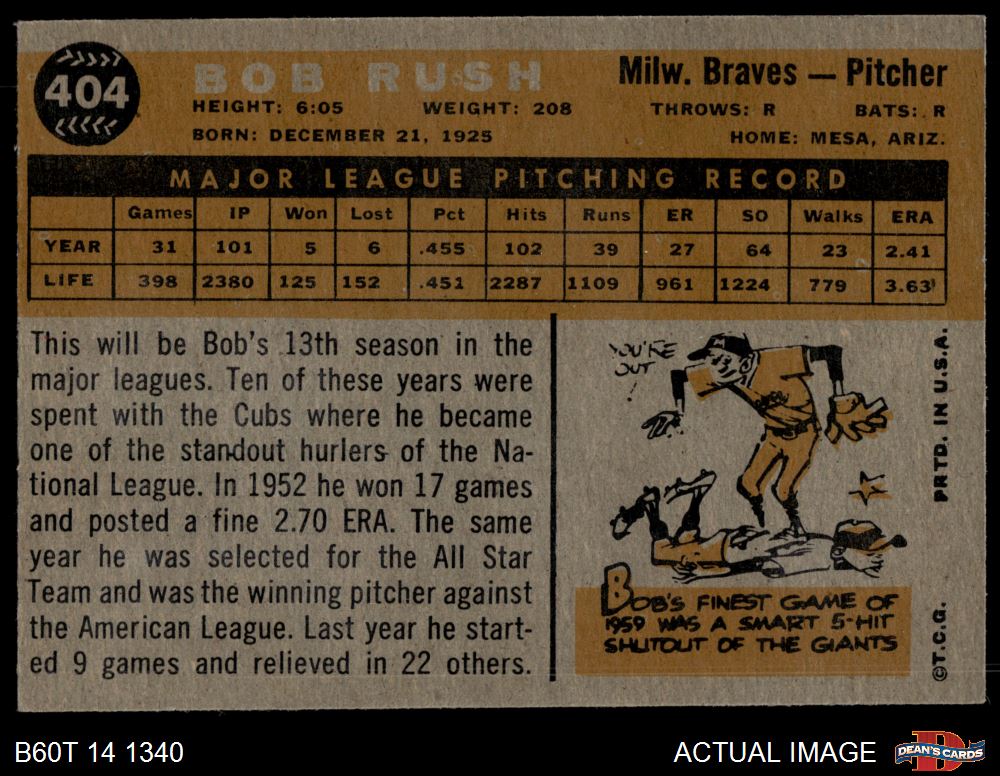 404
BOB RUSH
Milw. Braves — Pitcher
HEIGHT: 6:05 WEIGHT: 208 THROWS: R BATS: R
BORN: DECEMBER 21, 1925 HOME: MESA, ARIZ.
MAJOR LEAGUE PITCHING RECORD
Games IP Won Lost Pct Hits Runs ER SO Walks ERA
YEAR 31 101 5 6 .455 102 39 27 64 23 2.41
LIFE 398 2380 125 152 .451 2287 1109 961 1224 779 3.63
This will be Bob's 13th season in the
major leagues. Ten of these years were
spent with the Cubs where he became
one of the standout hurlers of the Na-
tional League. In 1952 he won 17 games
and posted a fine 2.70 ERA. The same
year he was selected for the All Star
Team and was the winning pitcher against
the American League. Last year he start-
ed 9 games and relieved in 22 others.
YOU'RE
OUT
!
BOB'S FINEST GAME OF
1959 WAS A SMART 5-HIT
SHUTOUT OF THE GIANTS
©T.C.G. PRTD. IN U.S.A.
B60T 14 1340
ACTUAL IMAGE
DEAN'S CARDS